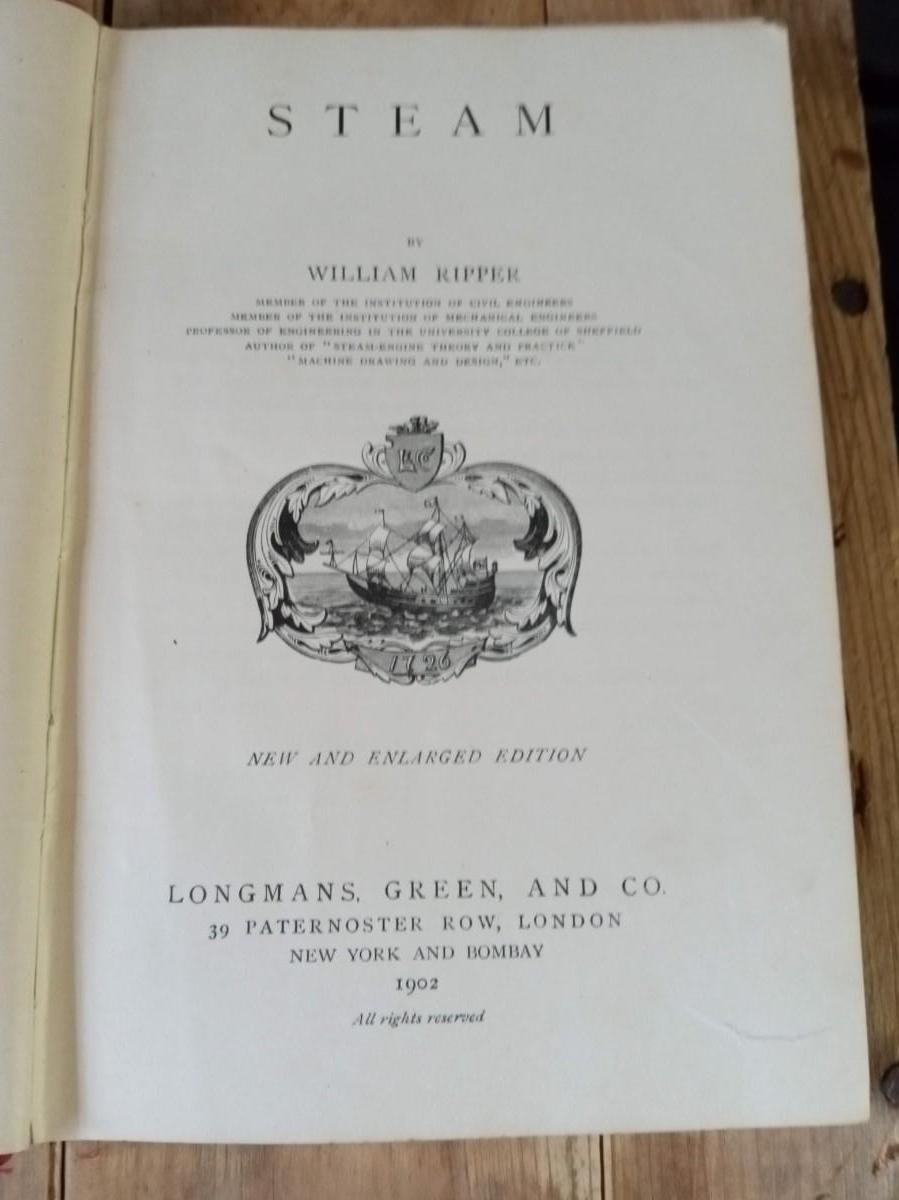 STEAM
BY
WILLIAM RIPPER
MEMBER OF THE INSTITUTION OF CIVIL ENGINEERS
MEMBER OF THE INSTITUTION OF MECHANICAL ENGINEERS
PROFESSOR OF ENGINEERING IN THE UNIVERSITY COLLEGE OF SHEFFIELD
AUTHOR OF "STEAM-ENGINE THEORY AND PRACTICE"
"MACHINE DRAWING AND DESIGN," ETC.
1726
NEW AND ENLARGED EDITION
LONGMANS, GREEN, AND CO.
39 PATERNOSTER ROW, LONDON
NEW YORK AND BOMBAY
1902
All rights reserved